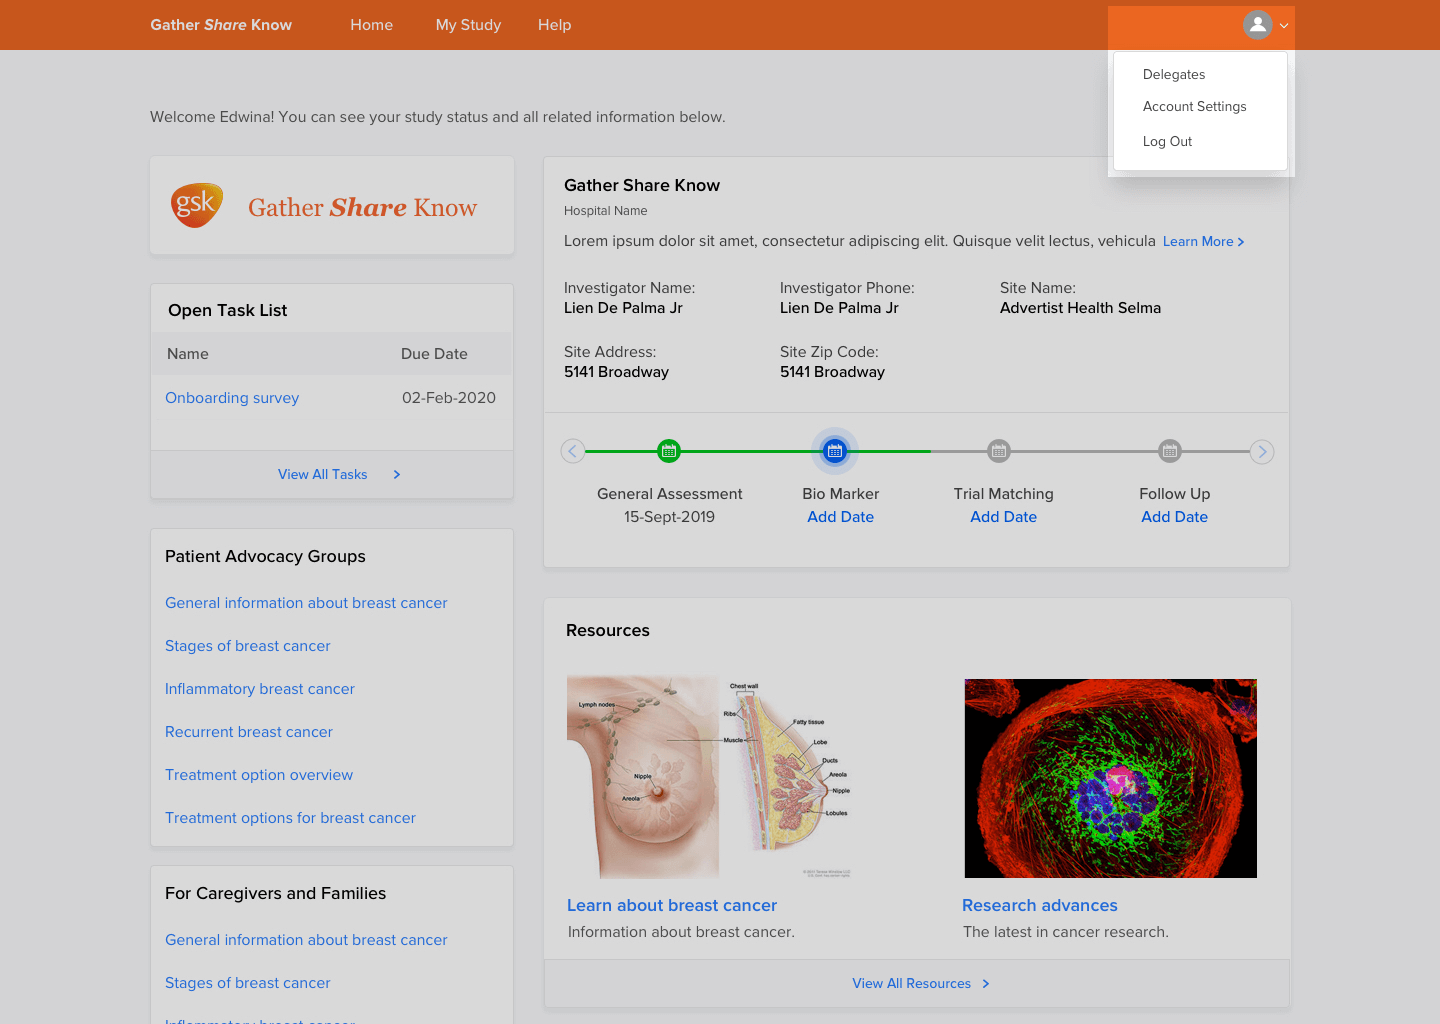 Gather Share Know
Home
My Study
Help
Delegates
Account Settings
Log Out
Welcome Edwina! You can see your study status and all related information below.
gsk
Gather Share Know
Open Task List
Name
Due Date
Onboarding survey
02-Feb-2020
View All Tasks
Patient Advocacy Groups
General information about breast cancer
Stages of breast cancer
Inflammatory breast cancer
Recurrent breast cancer
Treatment option overview
Treatment options for breast cancer
For Caregivers and Families
General information about breast cancer
Stages of breast cancer
Inflammatory breast cancer
Gather Share Know
Hospital Name
Lorem ipsum dolor sit amet, consectetur adipiscing elit. Quisque velit lectus, vehicula Learn More
Investigator Name:
Lien De Palma Jr
Investigator Phone:
Lien De Palma Jr
Site Name:
Advertist Health Selma
Site Address:
5141 Broadway
Site Zip Code:
5141 Broadway
General Assessment
15-Sept-2019
Bio Marker
Add Date
Trial Matching
Add Date
Follow Up
Add Date
Resources
Lymph nodes
Nipple
Areola
Chest wall
Ribs
Muscle
Fatty tissue
Lobe
Ducts
Areola
Nipple
Lobules
Learn about breast cancer
Information about breast cancer.
Research advances
The latest in cancer research.
View All Resources